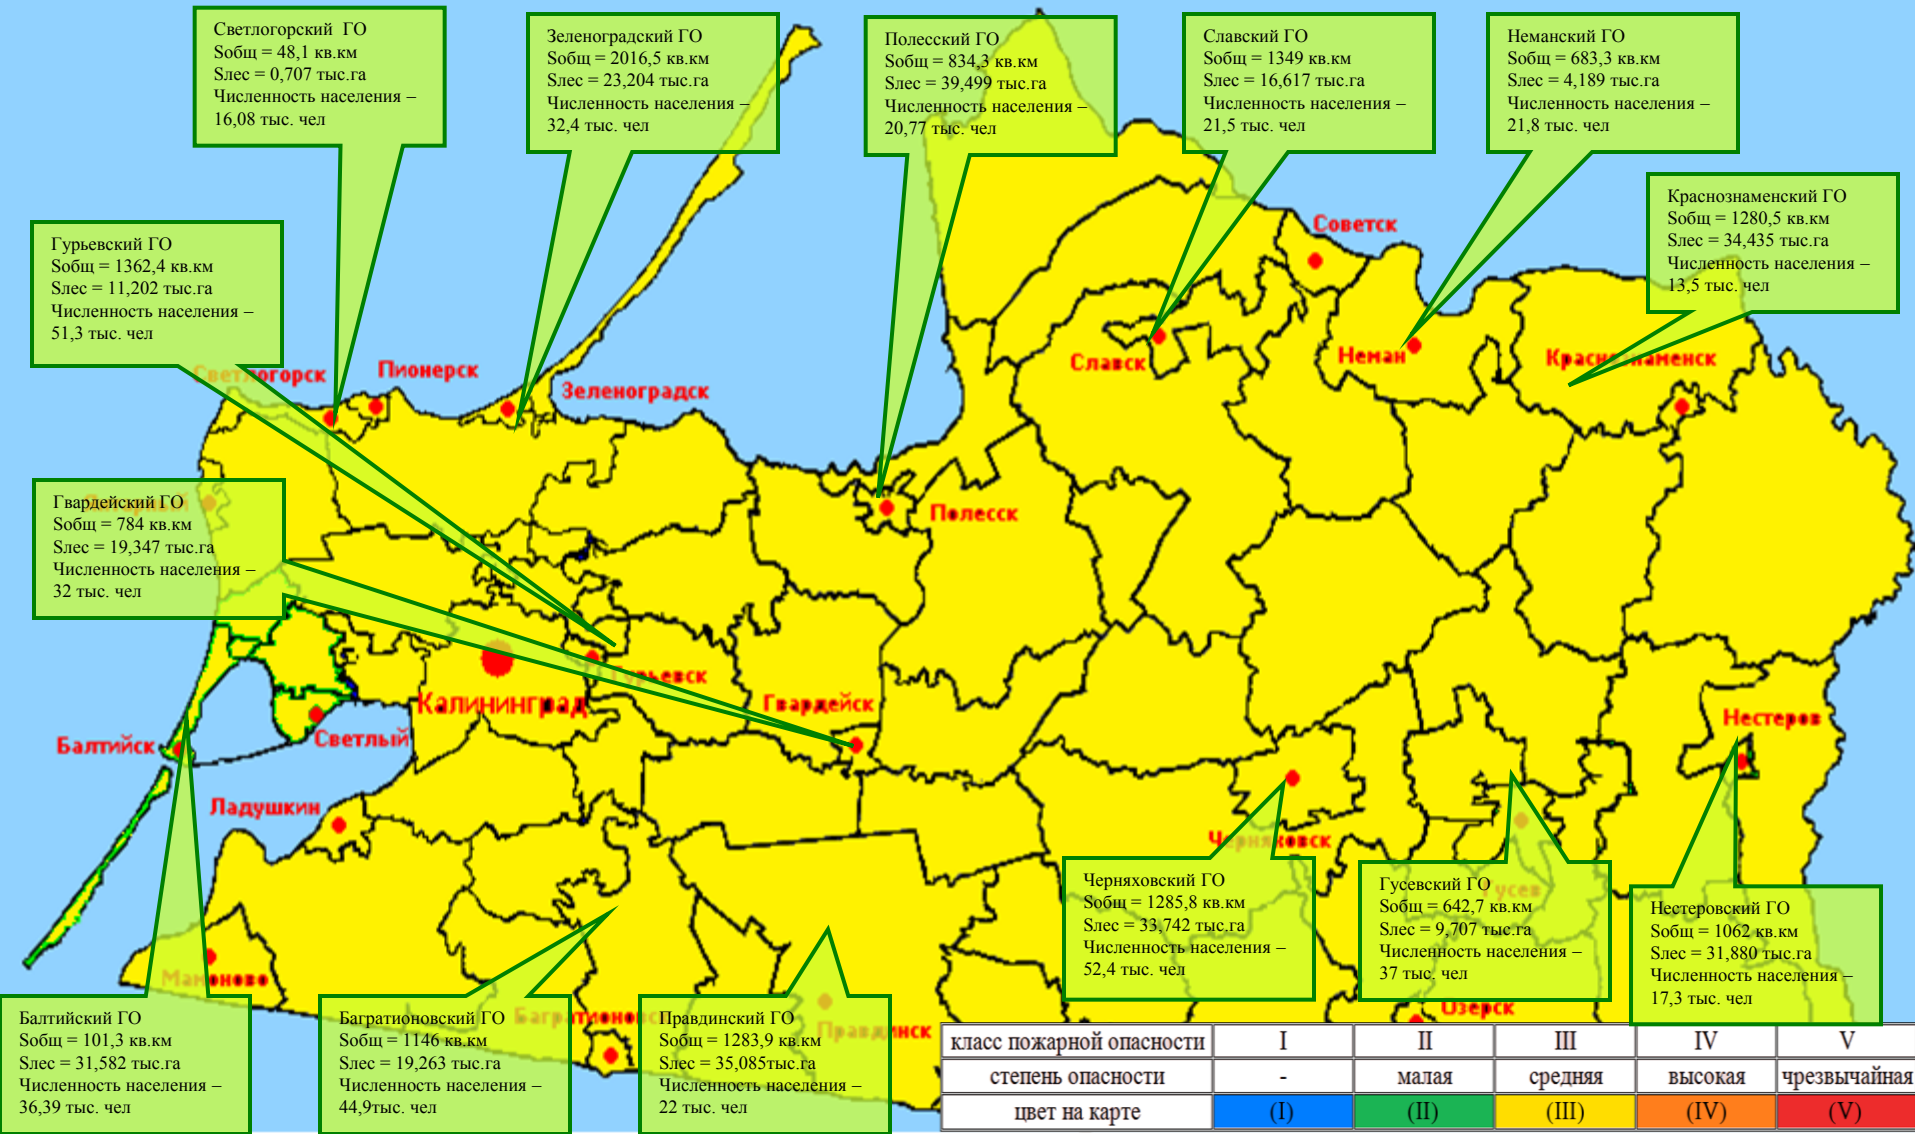 Светлогорский ГО
Sобщ = 48,1 кв.км
Sлес = 0,707 тыс.га
Численность населения –
16,08 тыс. чел
Зеленоградский ГО
Sобщ = 2016,5 кв.км
Sлес = 23,204 тыс.га
Численность населения –
32,4 тыс. чел
Полесский ГО
Sобщ = 834,3 кв.км
Sлес = 39,499 тыс.га
Численность населения –
20,77 тыс. чел
Славский ГО
Sобщ = 1349 кв.км
Sлес = 16,617 тыс.га
Численность населения –
21,5 тыс. чел
Неманский ГО
Sобщ = 683,3 кв.км
Sлес = 4,189 тыс.га
Численность населения –
21,8 тыс. чел
Краснознаменский ГО
Sобщ = 1280,5 кв.км
Sлес = 34,435 тыс.га
Численность населения –
13,5 тыс. чел
Гурьевский ГО
Sобщ = 1362,4 кв.км
Sлес = 11,202 тыс.га
Численность населения –
51,3 тыс. чел
Советск
Славск
Неман
Краснознаменск
Светлогорск
Пионерск
Зеленоградск
Гвардейский ГО
Sобщ = 784 кв.км
Sлес = 19,347 тыс.га
Численность населения –
32 тыс. чел
Полесск
Гурьевск
Калининград
Гвардейск
Нестеров
Балтийск
Светлый
Ладушкин
Черняховск
Гусев
Мамоново
Багратионовск
Правдинск
Озерск
Черняховский ГО
Sобщ = 1285,8 кв.км
Sлес = 33,742 тыс.га
Численность населения –
52,4 тыс. чел
Гусевский ГО
Sобщ = 642,7 кв.км
Sлес = 9,707 тыс.га
Численность населения –
37 тыс. чел
Нестеровский ГО
Sобщ = 1062 кв.км
Sлес = 31,880 тыс.га
Численность населения –
17,3 тыс. чел
Балтийский ГО
Sобщ = 101,3 кв.км
Sлес = 31,582 тыс.га
Численность населения –
36,39 тыс. чел
Багратионовский ГО
Sобщ = 1146 кв.км
Sлес = 19,263 тыс.га
Численность населения –
44,9тыс. чел
Правдинский ГО
Sобщ = 1283,9 кв.км
Sлес = 35,085тыс.га
Численность населения –
22 тыс. чел
класс пожарной опасности I II III IV V
степень опасности - малая средняя высокая чрезвычайная
цвет на карте (I) (II) (III) (IV) (V)